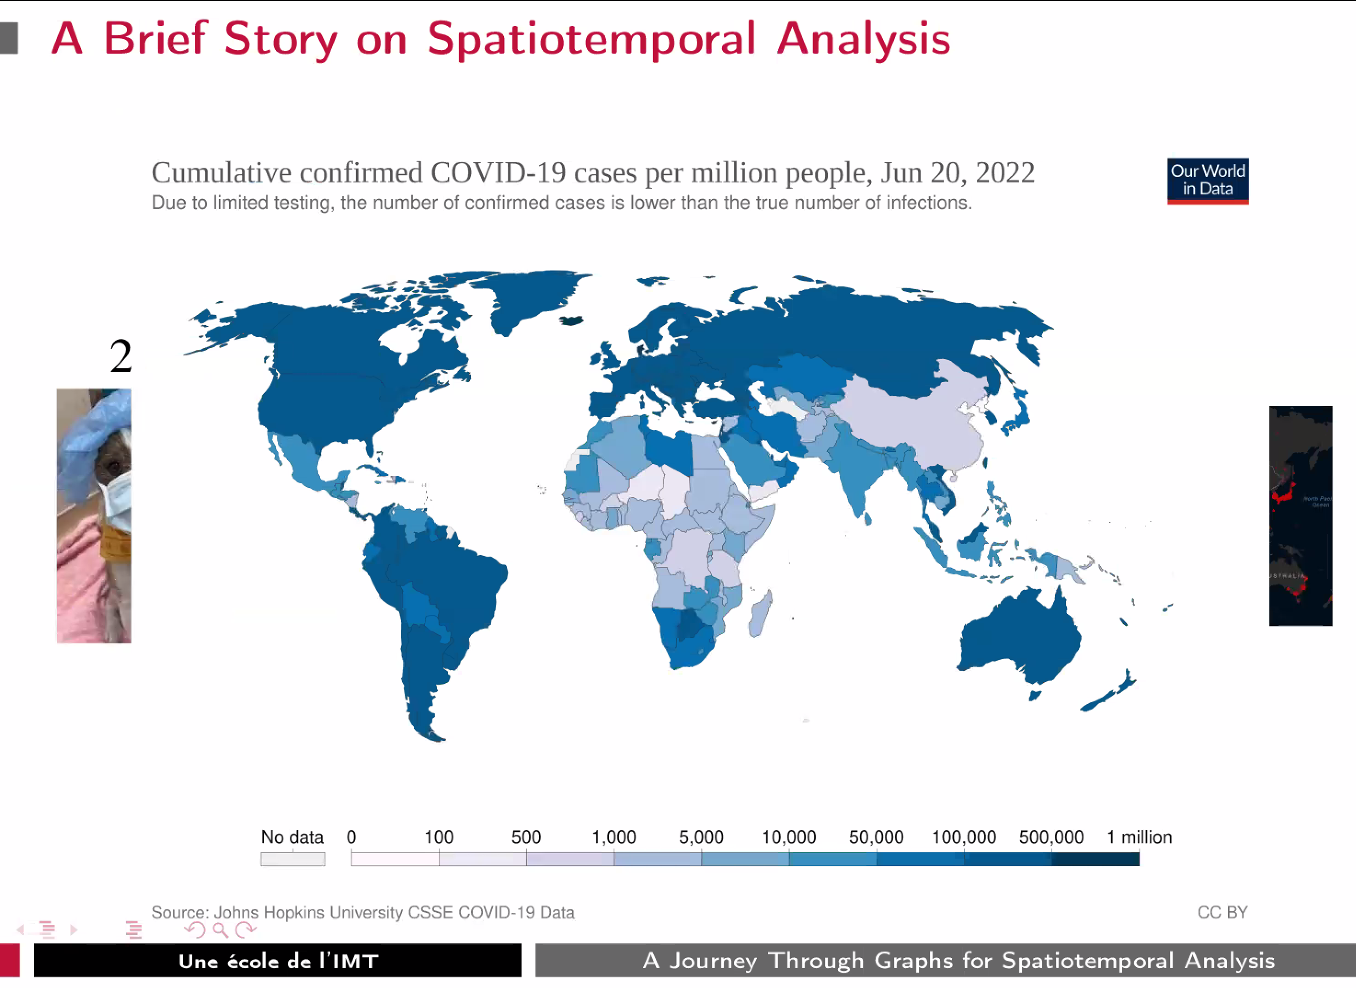 A Brief Story on Spatiotemporal Analysis
Cumulative confirmed COVID-19 cases per million people, Jun 20, 2022
Due to limited testing, the number of confirmed cases is lower than the true number of infections.
Our World
in Data
2
North Paci
Ocean
USTRALIA
No data 0 100 500 1,000 5,000 10,000 50,000 100,000 500,000 1 million
Source: Johns Hopkins University CSSE COVID-19 Data
CC BY
Une école de l'IMT
A Journey Through Graphs for Spatiotemporal Analysis